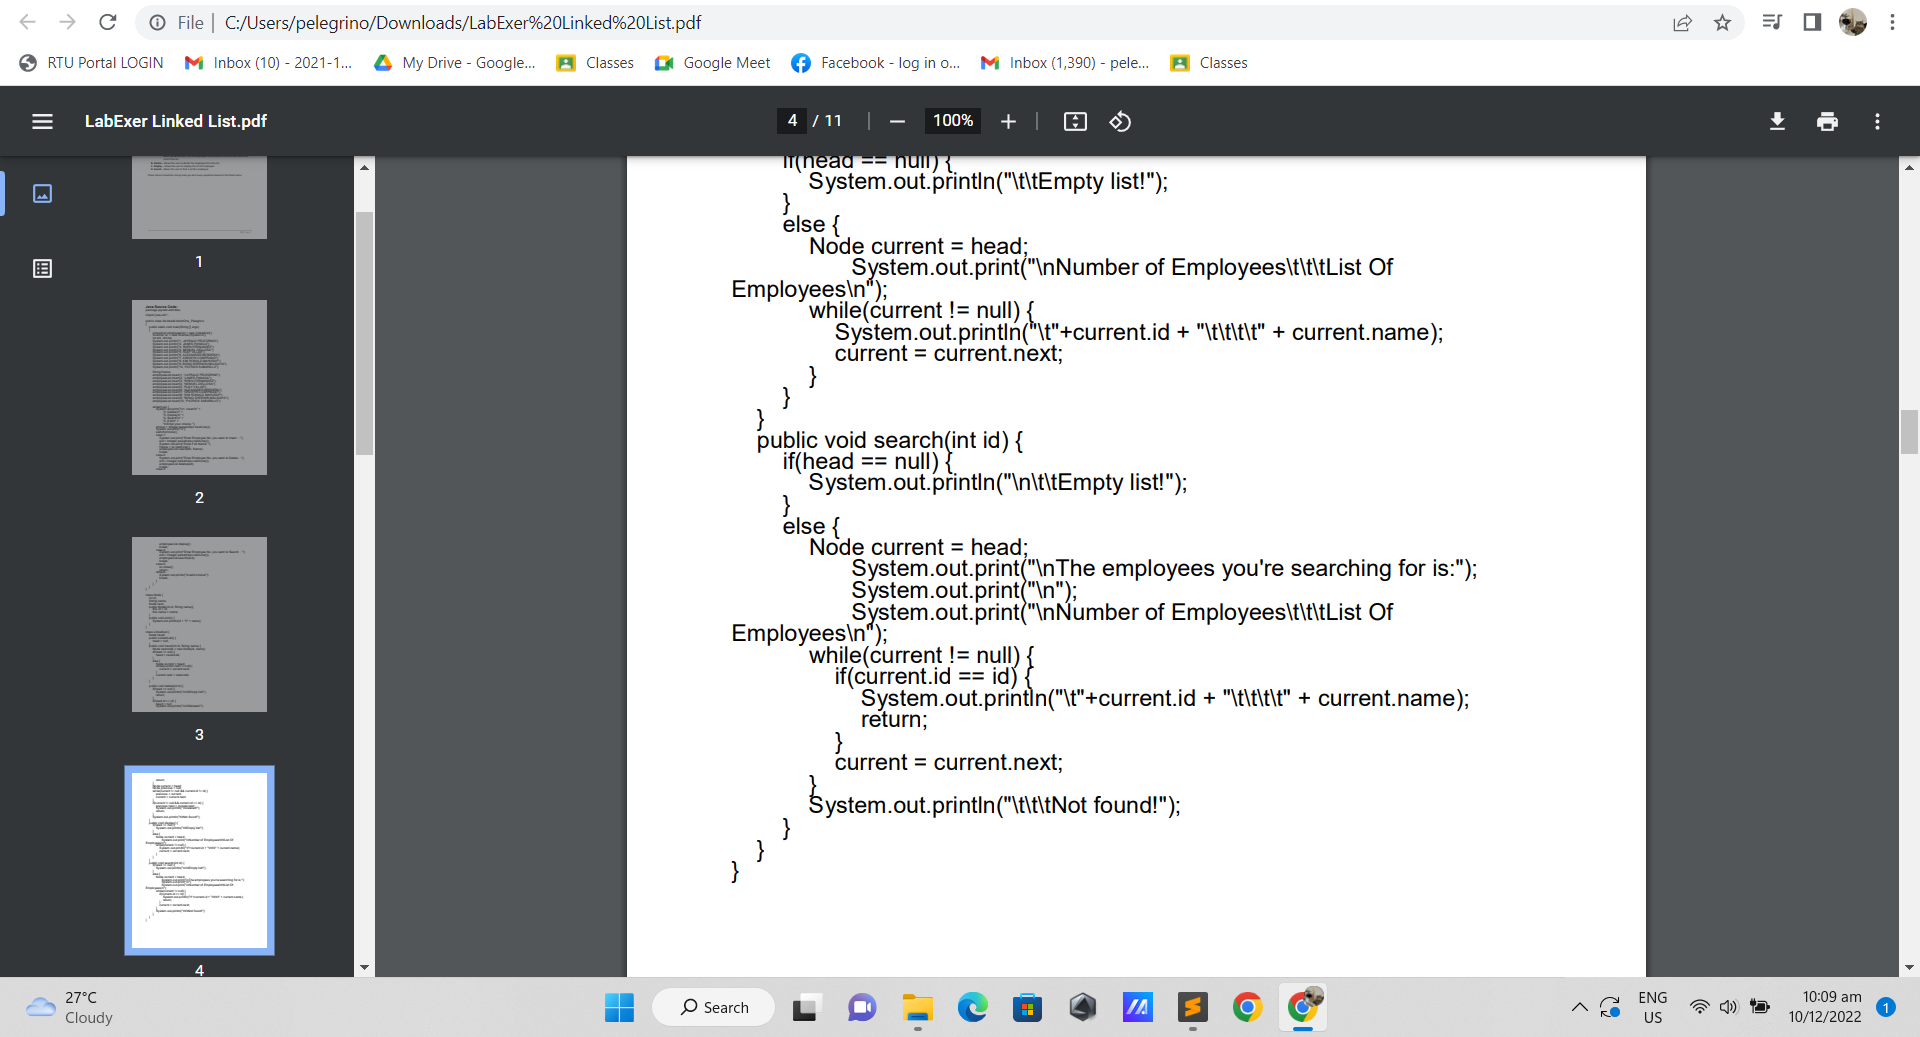 File | C:/Users/pelegrino/Downloads/LabExer%20Linked%20List.pdf
RTU Portal LOGIN
Inbox (10) - 2021-1...
My Drive - Google...
Classes
Google Meet
Facebook - log in o...
Inbox (1,390) - pele...
Classes
LabExer Linked List.pdf
4 / 11
100%
1
2
3
4
if(head == null) {
System.out.println("\t\tEmpty list!");
}
else {
Node current = head;
System.out.print("\nNumber of Employees\t\t\tList Of
Employees\n");
while(current != null) {
System.out.println("\t"+current.id + "\t\t\t\t" + current.name);
current = current.next;
}
}
}
public void search(int id) {
if(head == null) {
System.out.println("\n\t\tEmpty list!");
}
else {
Node current = head;
System.out.print("\nThe employees you're searching for is:");
System.out.print("\n");
System.out.print("\nNumber of Employees\t\t\tList Of
Employees\n");
while(current != null) {
if(current.id == id) {
System.out.println("\t"+current.id + "\t\t\t\t" + current.name);
return;
}
current = current.next;
}
System.out.println("\t\t\tNot found!");
}
}
}
27°C
Cloudy
Search
ENG
US
10:09 am
10/12/2022
1